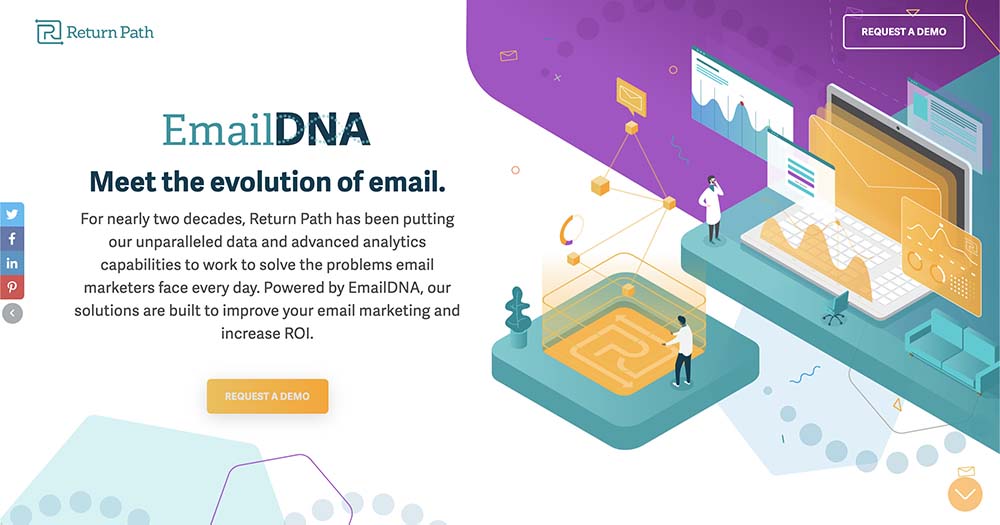 Return Path
REQUEST A DEMO
EmailDNA
Meet the evolution of email.
For nearly two decades, Return Path has been putting
our unparalleled data and advanced analytics
capabilities to work to solve the problems email
marketers face every day. Powered by EmailDNA, our
solutions are built to improve your email marketing and
increase ROI.
REQUEST A DEMO